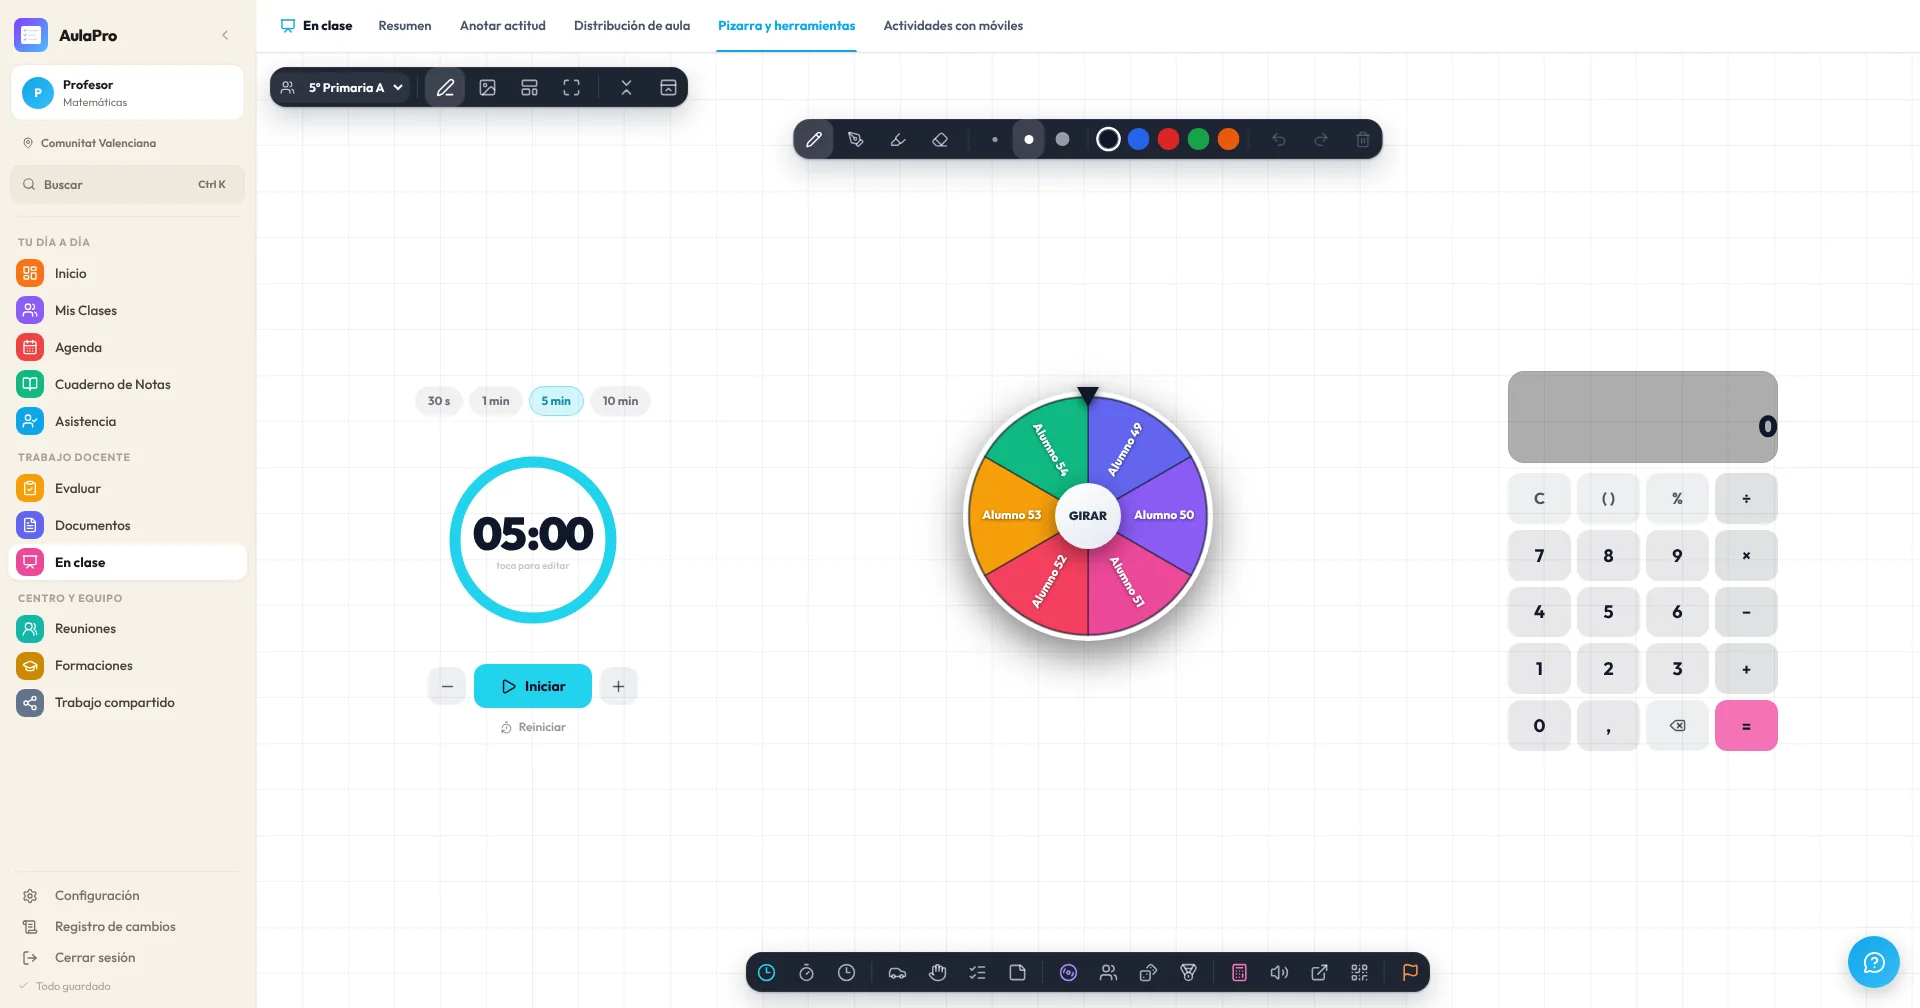 AulaPro
Profesor
Matemáticas
Comunitat Valenciana
Buscar Ctrl K
TU DÍA A DÍA
Inicio
Mis Clases
Agenda
Cuaderno de Notas
Asistencia
TRABAJO DOCENTE
Evaluar
Documentos
En clase
CENTRO Y EQUIPO
Reuniones
Formaciones
Trabajo compartido
Configuración
Registro de cambios
Cerrar sesión
Todo guardado
En clase Resumen Anotar actitud Distribución de aula Pizarra y herramientas Actividades con móviles
5º Primaria A
30 s 1 min 5 min 10 min
05:00
toca para editar
− Iniciar +
Reiniciar
Alumno 49
Alumno 50
Alumno 51
Alumno 52
Alumno 53
Alumno 54
GIRAR
0
C ( ) % ÷
7 8 9 ×
4 5 6 −
1 2 3 +
0 , =
P